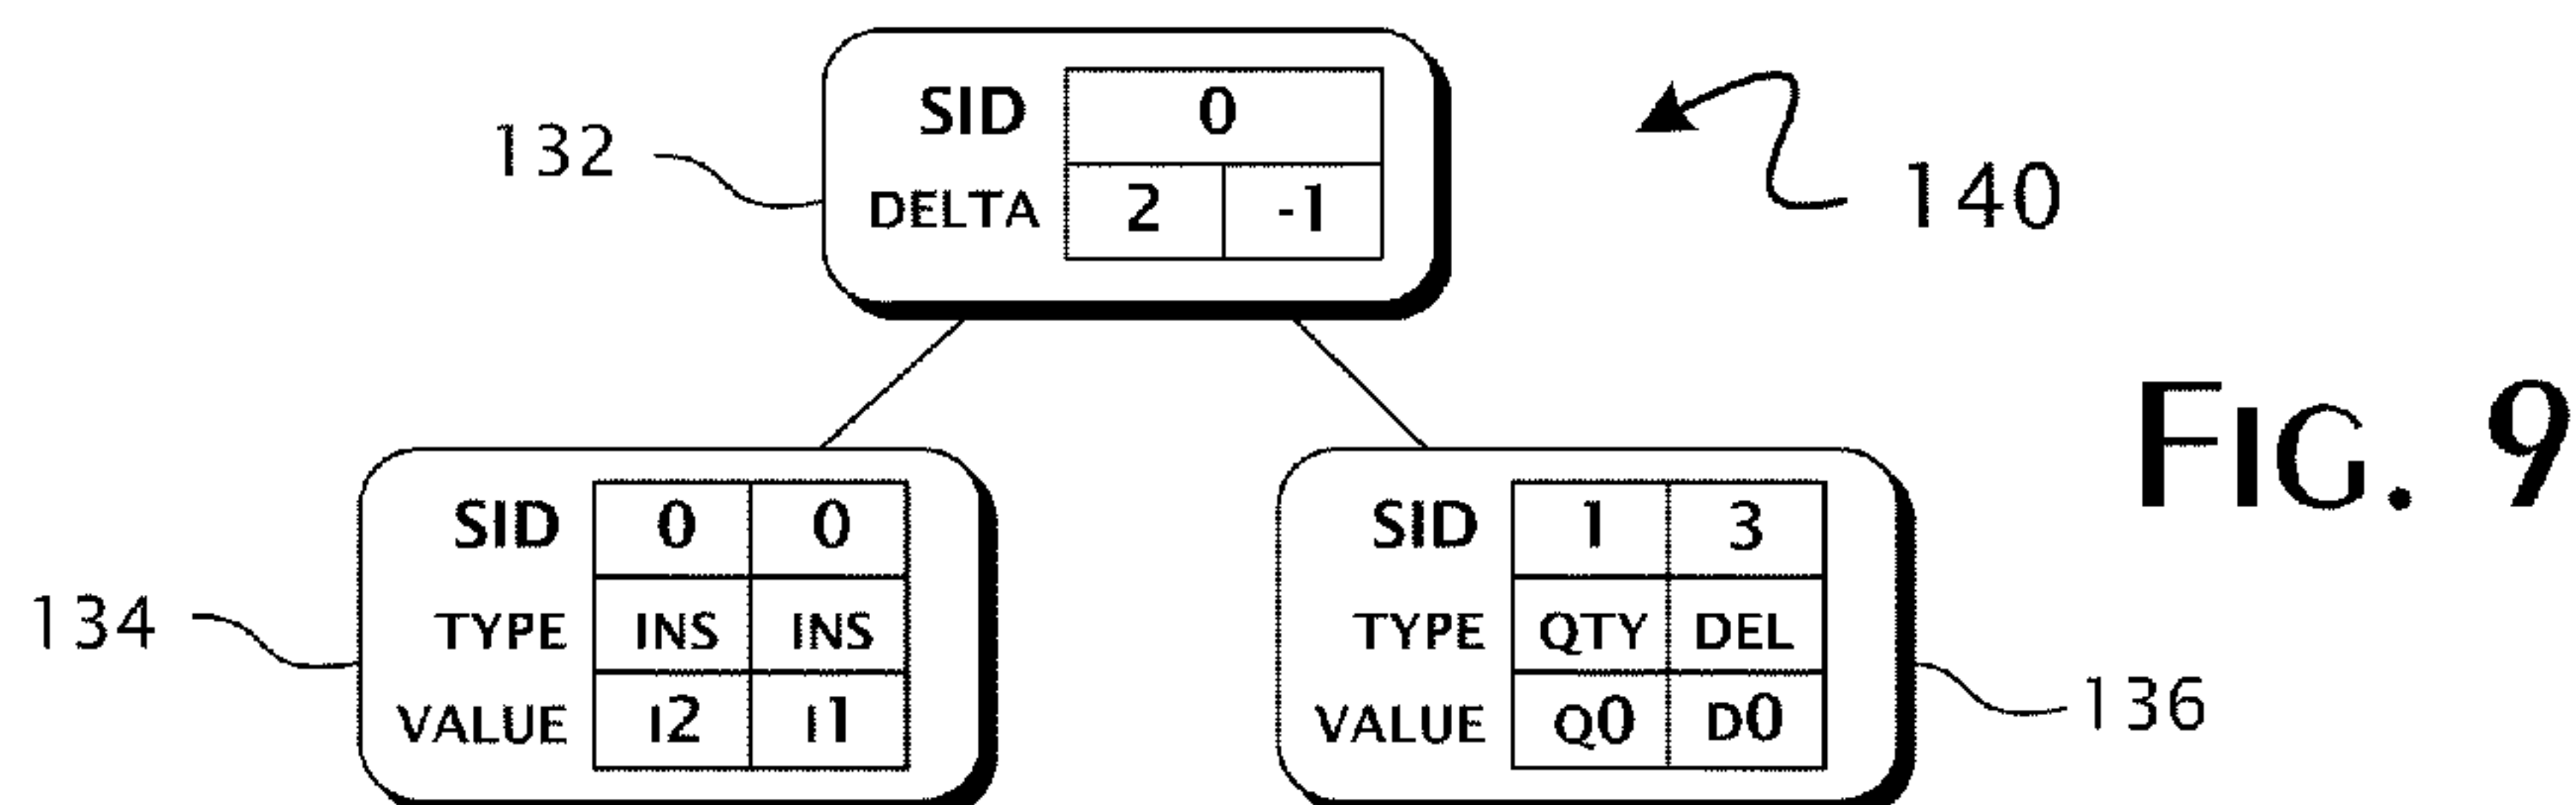 132
SID 0
DELTA 2 -1
140
FIG. 9
134
SID 0 0
TYPE INS INS
VALUE I2 I1
SID 1 3
TYPE QTY DEL
VALUE Q0 D0
136